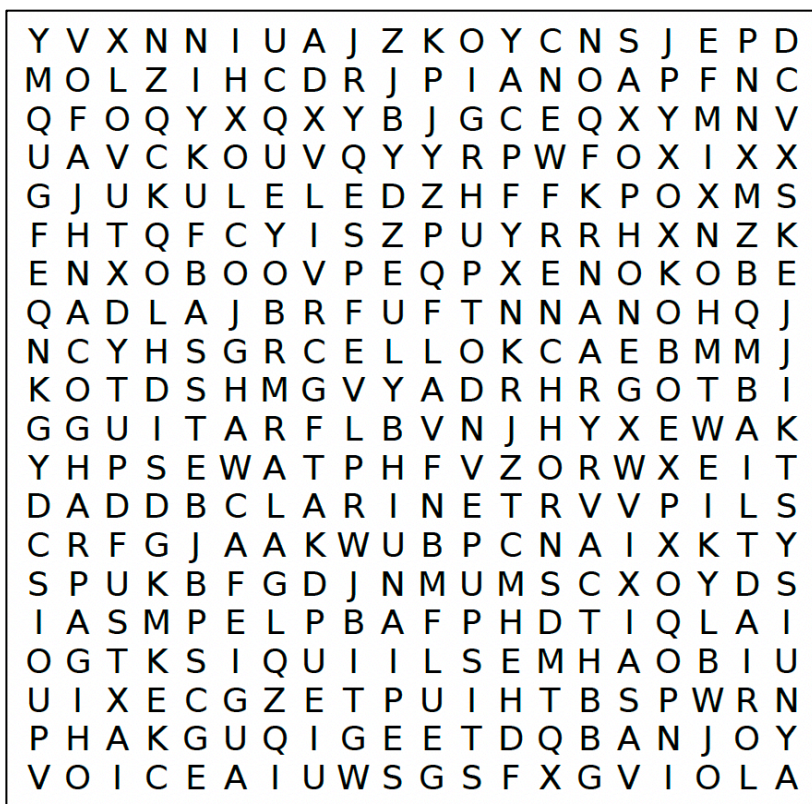 Y V X N N I U A J Z K O Y C N S J E P D
M O L Z I H C D R J P I A N O A P F N C
Q F O Q Y X Q X Y B J G C E Q X Y M N V
U A V C K O U V Q Y Y R P W F O X I X X
G J U K U L E L E D Z H F F K P O X M S
F H T Q F C Y I S Z P U Y R R H X N Z K
E N X O B O O V P E Q P X E N O K O B E
Q A D L A J B R F U F T N N A N O H Q J
N C Y H S G R C E L L O K C A E B M M J
K O T D S H M G V Y A D R H R G O T B I
G G U I T A R F L B V N J H Y X E W A K
Y H P S E W A T P H F V Z O R W X E I T
D A D D B C L A R I N E T R V V P I L S
C R F G J A A K W U B P C N A I X K T Y
S P U K B F G D J N M U M S C X O Y D S
I A S M P E L P B A F P H D T I Q L A I
O G T K S I Q U I I L S E M H A O B I U
U I X E C G Z E T P U I H T B S P W R N
P H A K G U Q I G E E T D Q B A N J O Y
V O I C E A I U W S G S F X G V I O L A